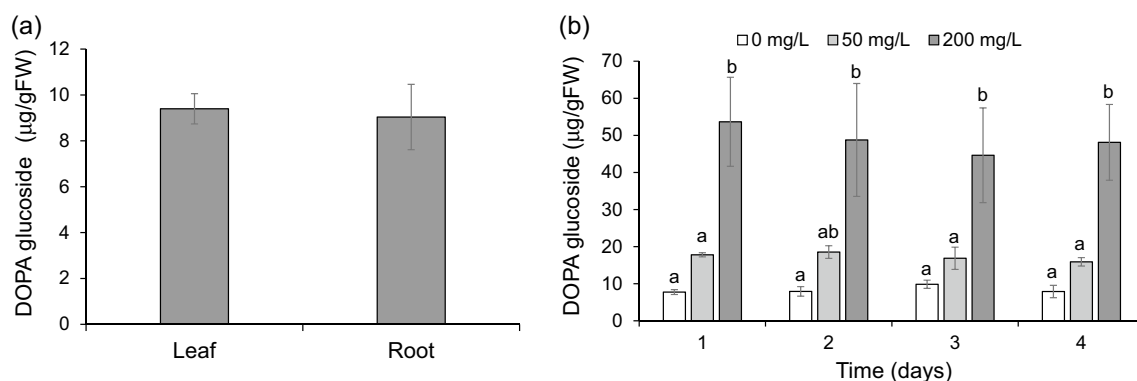 (a)
DOPA glucoside (µg/gFW)
12
10
8
6
4
2
0
Leaf Root
(b)
0 mg/L 50 mg/L 200 mg/L
DOPA glucoside (µg/gFW)
70
60
50
40
30
20
10
0
a a b
a ab b
a a b
a a b
1 2 3 4
Time (days)